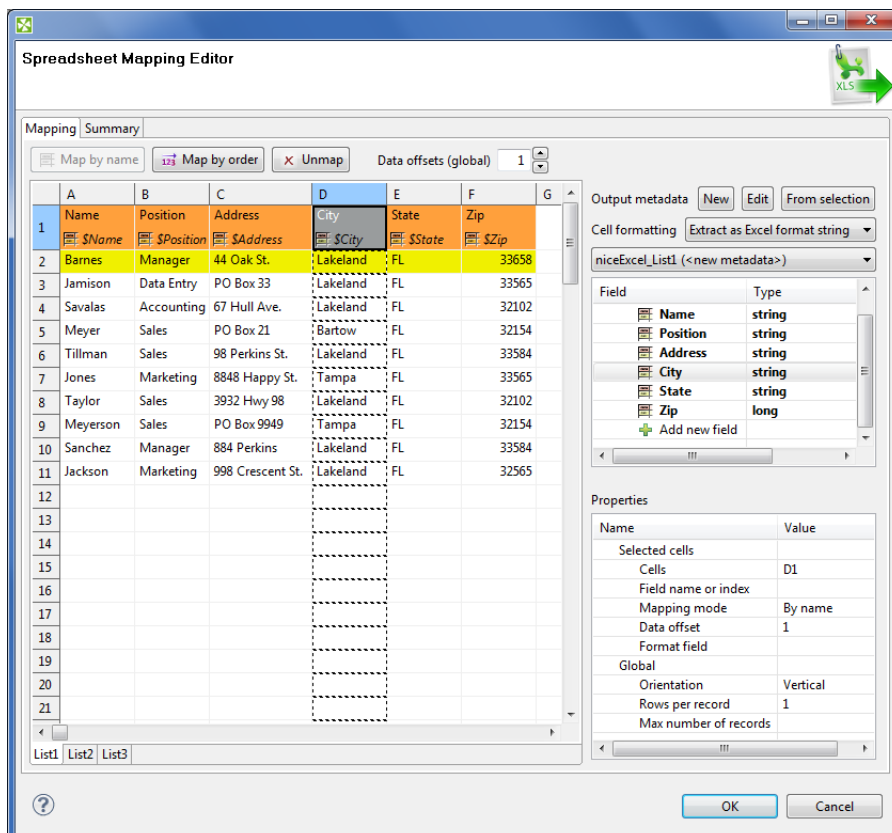 Spreadsheet Mapping Editor
XLS
Mapping Summary
Map by name 123 Map by order Unmap Data offsets (global) 1
Output metadata New Edit From selection
Cell formatting Extract as Excel format string
niceExcel_List1 (<new metadata>)
A B C D E F G
1 Name Position Address City State Zip
$Name $Position $Address $City $State $Zip
2 Barnes Manager 44 Oak St. Lakeland FL 33658
3 Jamison Data Entry PO Box 33 Lakeland FL 33565
4 Savalas Accounting 67 Hull Ave. Lakeland FL 32102
5 Meyer Sales PO Box 21 Bartow FL 32154
6 Tillman Sales 98 Perkins St. Lakeland FL 33584
7 Jones Marketing 8848 Happy St. Tampa FL 33565
8 Taylor Sales 3932 Hwy 98 Lakeland FL 32102
9 Meyerson Sales PO Box 9949 Tampa FL 32154
10 Sanchez Manager 884 Perkins Lakeland FL 33584
11 Jackson Marketing 998 Crescent St. Lakeland FL 32565
12
13
14
15
16
17
18
19
20
21
List1 List2 List3
Field Type
Name string
Position string
Address string
City string
State string
Zip long
Add new field
Properties
Name Value
Selected cells
Cells D1
Field name or index
Mapping mode By name
Data offset 1
Format field
Global
Orientation Vertical
Rows per record 1
Max number of records
? OK Cancel